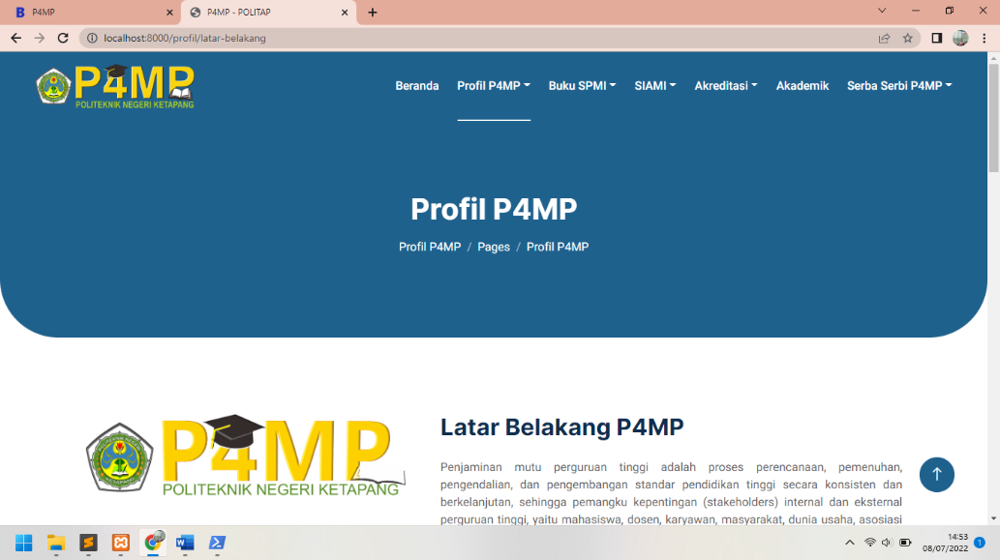 P4MP
P4MP - POLITAP
localhost:8000/profil/latar-belakang
P4MP
POLITEKNIK NEGERI KETAPANG
Beranda Profil P4MP Buku SPMI SIAMI Akreditasi Akademik Serba Serbi P4MP
Profil P4MP
Profil P4MP / Pages / Profil P4MP
P4MP
POLITEKNIK NEGERI KETAPANG
Latar Belakang P4MP
Penjaminan mutu perguruan tinggi adalah proses perencanaan, pemenuhan,
pengendalian, dan pengembangan standar pendidikan tinggi secara konsisten dan
berkelanjutan, sehingga pemangku kepentingan (stakeholders) internal dan eksternal
perguruan tinggi, yaitu mahasiswa, dosen, karyawan, masyarakat, dunia usaha, asosiasi
14:53
08/07/2022
1